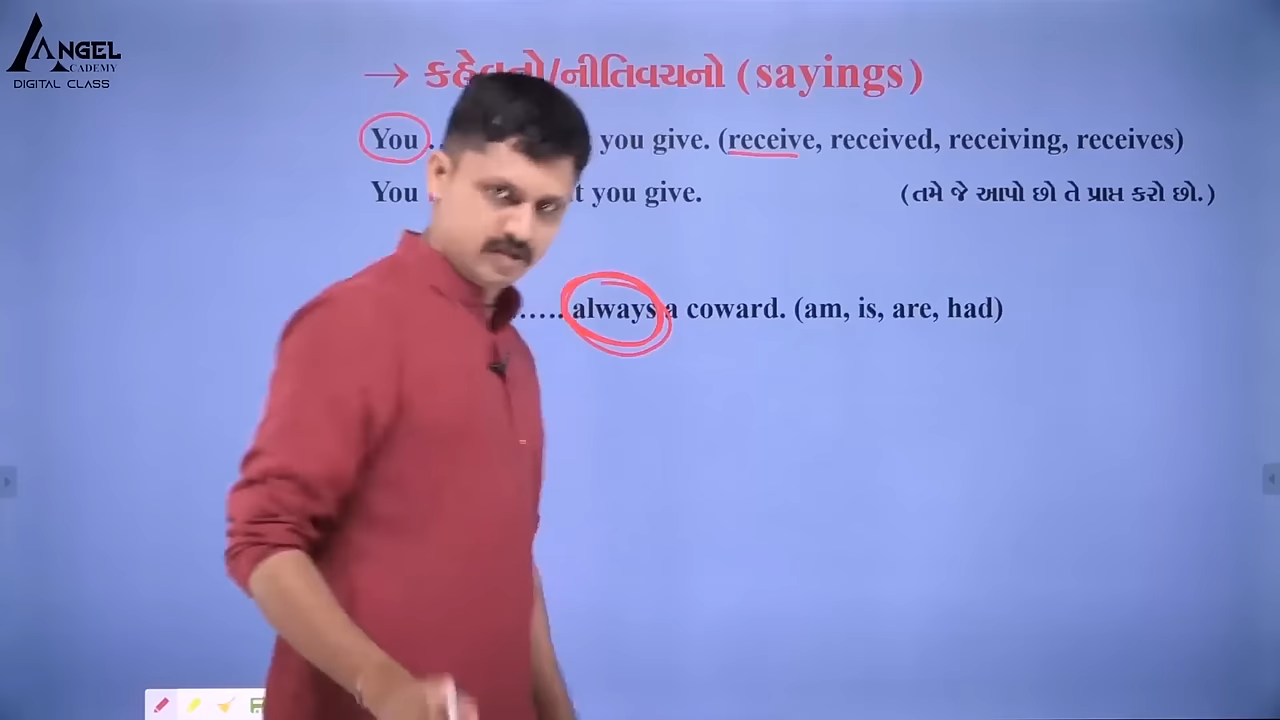 ANGEL
ACADEMY
DIGITAL CLASS
→ કહેવતો/નીતિવચનો (sayings)
You .. you give. (receive, received, receiving, receives)
You you give. (તમે જે આપો છો તે પ્રાપ્ત કરો છો.)
..... always a coward. (am, is, are, had)